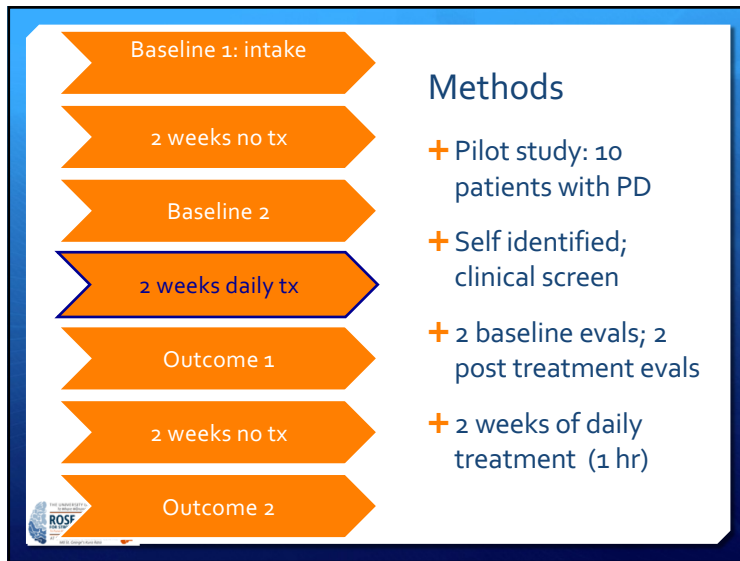 Baseline 1: intake
2 weeks no tx
Baseline 2
2 weeks daily tx
Outcome 1
2 weeks no tx
Outcome 2
Methods
+ Pilot study: 10
patients with PD
+ Self identified;
clinical screen
+ 2 baseline evals; 2
post treatment evals
+ 2 weeks of daily
treatment (1 hr)
THE UNIVERSITY